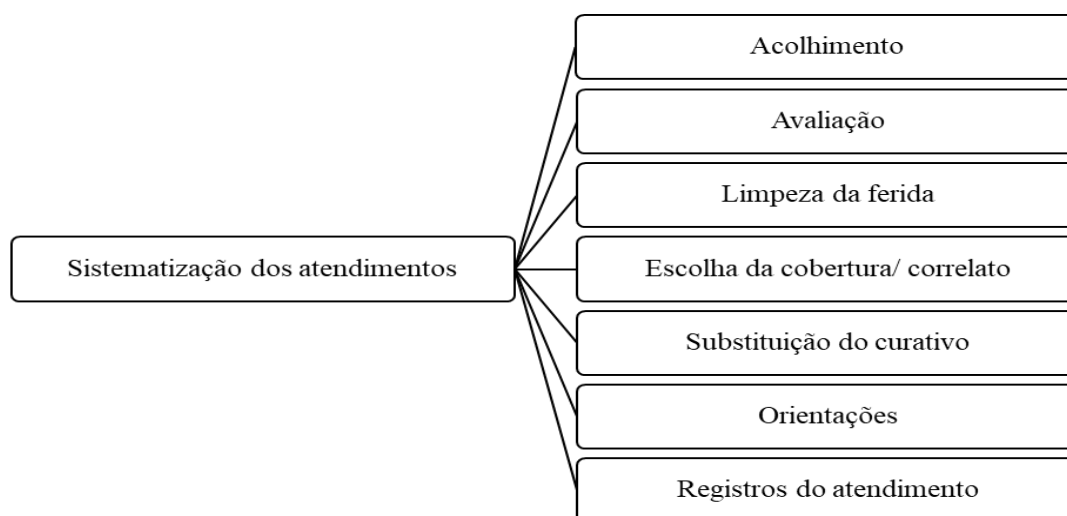 Acolhimento
Avaliação
Limpeza da ferida
Sistematização dos atendimentos
Escolha da cobertura/ correlato
Substituição do curativo
Orientações
Registros do atendimento